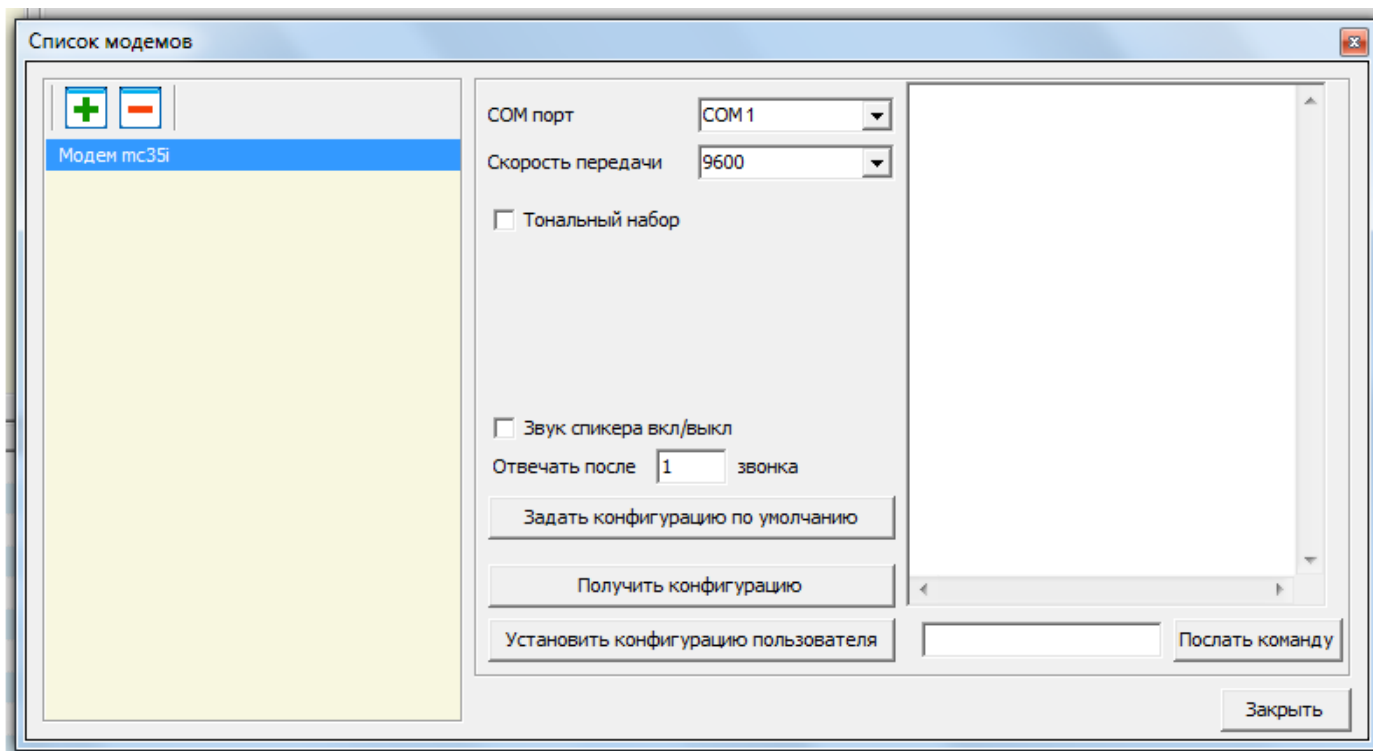 Список модемов
Модем mc35i
COM порт
COM 1
Скорость передачи
9600
Тональный набор
Звук спикера вкл/выкл
Отвечать после 1 звонка
Задать конфигурацию по умолчанию
Получить конфигурацию
Установить конфигурацию пользователя
Послать команду
Закрыть